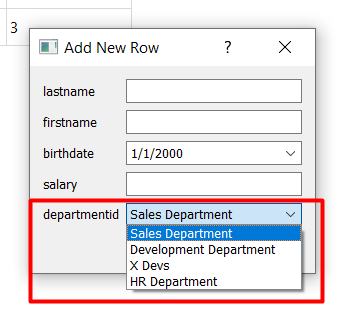 3
Add New Row
?
lastname
firstname
birthdate 1/1/2000
salary
departmentid Sales Department
Sales Department
Development Department
X Devs
HR Department